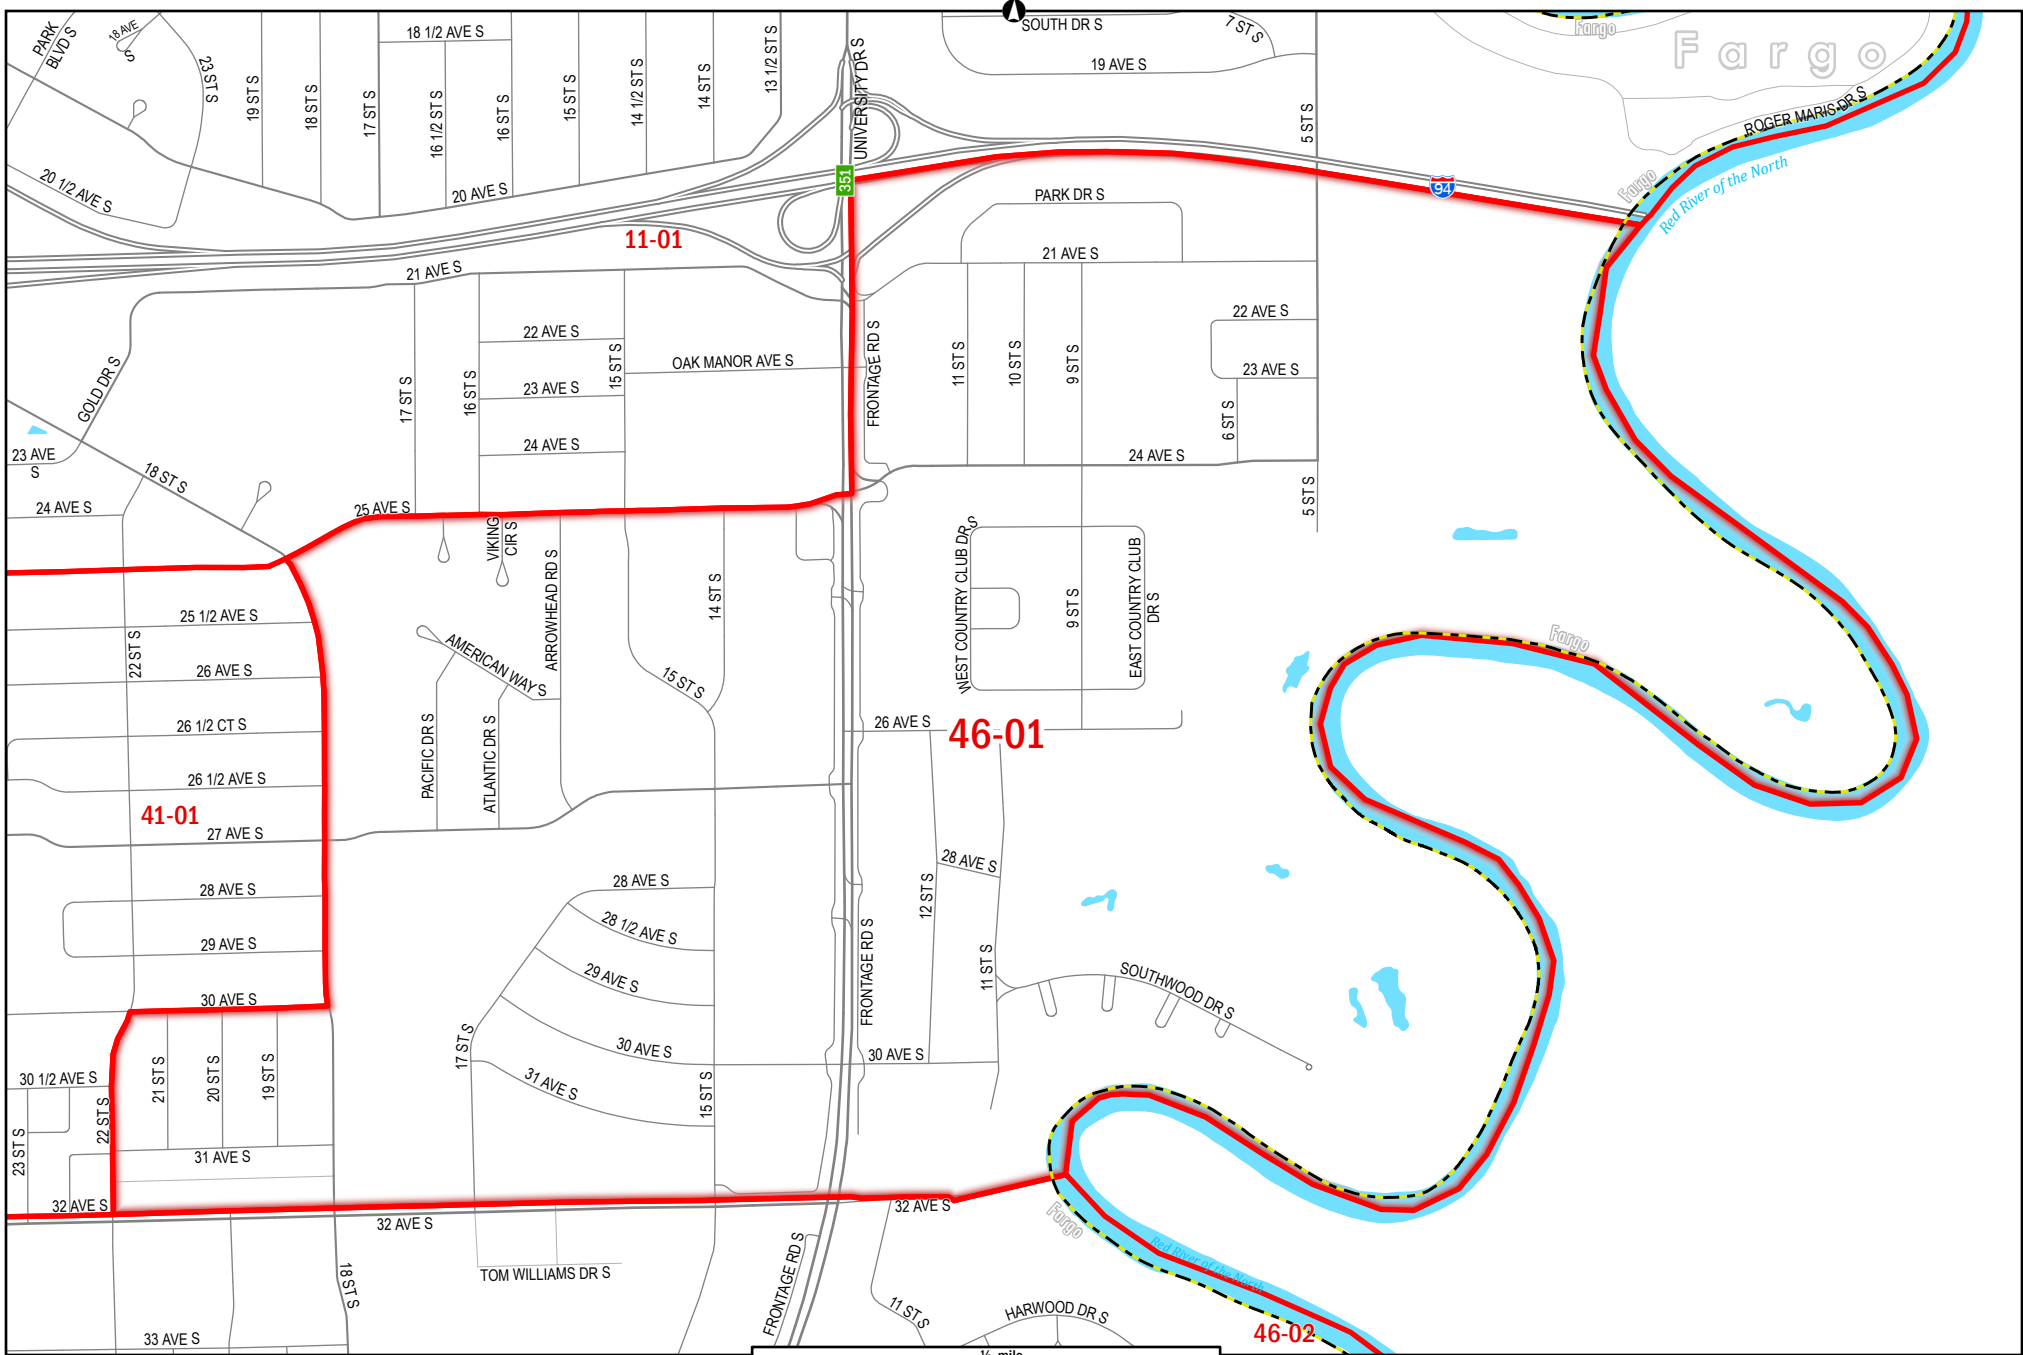 PARK
BLVD S
18 AVE
S
23 ST S
18 1/2 AVE S
19 ST S
18 ST S
17 ST S
16 1/2 ST S
16 ST S
15 ST S
14 1/2 ST S
14 ST S
13 1/2 ST S
UNIVERSITY DR S
SOUTH DR S
7 ST S
19 AVE S
5 ST S
Fargo
Fargo
ROGER MARIS DR S
Red River of the North
Fargo
20 1/2 AVE S
20 AVE S
351
94
PARK DR S
11-01
21 AVE S
21 AVE S
GOLD DR S
22 AVE S
OAK MANOR AVE S
15 ST S
17 ST S
16 ST S
23 AVE S
24 AVE S
FRONTAGE RD S
11 ST S
10 ST S
9 ST S
22 AVE S
23 AVE S
6 ST S
24 AVE S
5 ST S
23 AVE
S
18 ST S
24 AVE S
25 AVE S
VIKING
CIR S
ARROWHEAD RD S
14 ST S
WEST COUNTRY CLUB DR S
9 ST S
EAST COUNTRY CLUB
DR S
25 1/2 AVE S
22 ST S
26 AVE S
AMERICAN WAY S
15 ST S
Fargo
26 1/2 CT S
PACIFIC DR S
ATLANTIC DR S
26 AVE S
46-01
26 1/2 AVE S
41-01
27 AVE S
28 AVE S
28 AVE S
28 AVE S
12 ST S
28 1/2 AVE S
29 AVE S
29 AVE S
FRONTAGE RD S
11 ST S
SOUTHWOOD DR S
30 AVE S
30 AVE S
30 AVE S
17 ST S
31 AVE S
15 ST S
30 1/2 AVE S
21 ST S
20 ST S
19 ST S
22 ST S
23 ST S
31 AVE S
32 AVE S
32 AVE S
32 AVE S
Fargo
Red River of the North
18 ST S
TOM WILLIAMS DR S
FRONTAGE RD S
11 ST S
HARWOOD DR S
46-02
33 AVE S